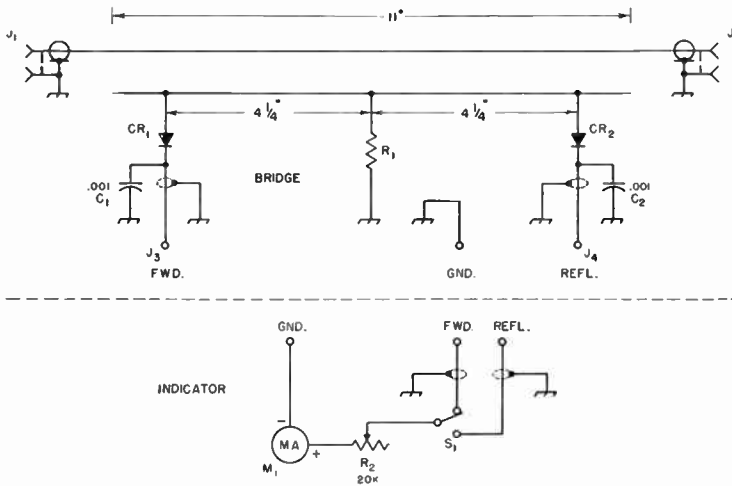 11"
J1
J
4 1/4"
4 1/4"
CR1
R1
CR2
BRIDGE
.001
C1
.001
C2
J3
J4
FWD.
GND.
REFL.
GND.
FWD.
REFL.
INDICATOR
-
MA
+
M1
R2
20K
S1